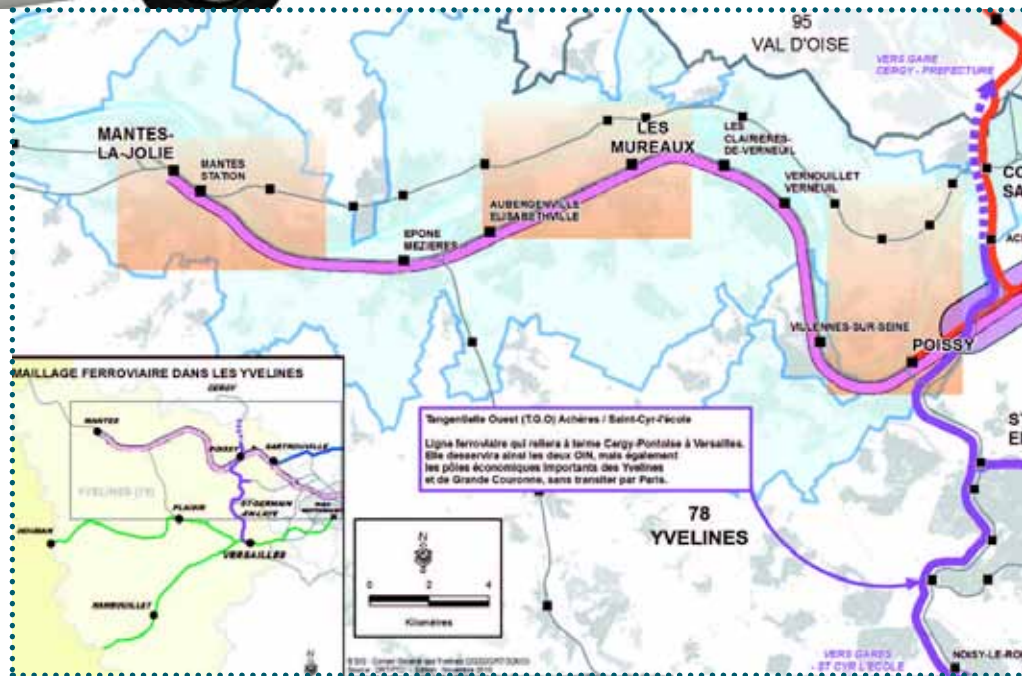 95
VAL D'OISE
VERS GARE
CERGY - PREFECTURE
MANTES-
LA-JOLIE
MANTES
STATION
LES
MUREAUX
LES
CLAIRIÈRES-
DE-VERNEUIL
VERNOUILLET
VERNEUIL
AUBERGENVILLE
ELISABETHVILLE
EPONE
MEZIERES
VILLENNES-SUR-SEINE
POISSY
MAILLAGE FERROVIAIRE DANS LES YVELINES
CERGY
MANTES
POISSY
SARTROUVILLE
YVELINES (78)
ST-GERMAIN
-EN-LAYE
PLAISIR
HOUDAN
VERSAILLES
RAMBOUILLET
Tangentielle Ouest (T.G.O) Achères / Saint-Cyr-l'école
Ligne ferroviaire qui reliera à terme Cergy-Pontoise à Versailles.
Elle desservira ainsi les deux OIN, mais également
les pôles économiques importants des Yvelines
et de Grande Couronne, sans transiter par Paris.
78
YVELINES
0 2 4
Kilomètres
VERS GARES
- ST CYR L'ECOLE
NOISY-LE-RO